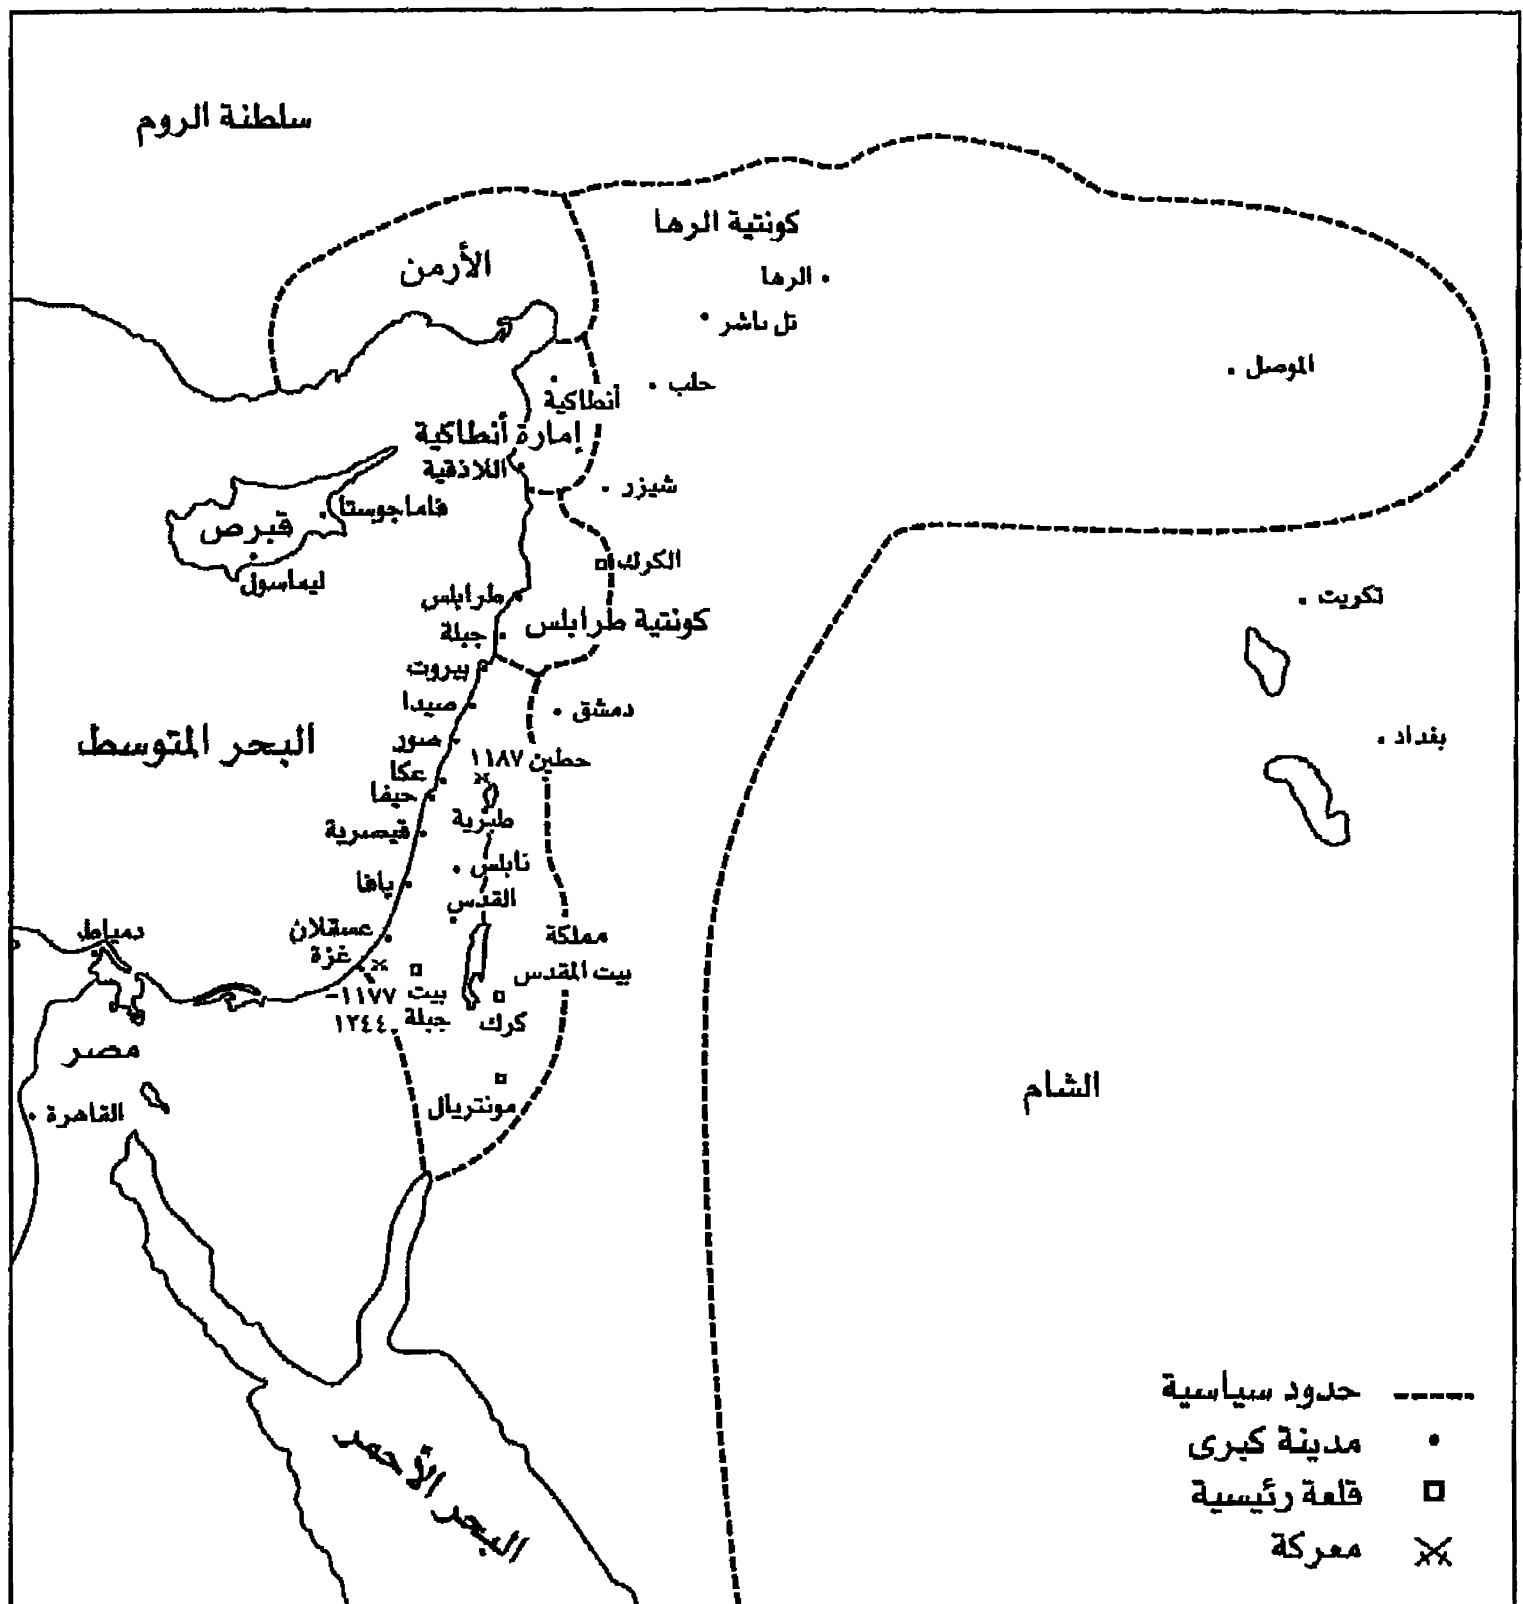 سلطنة الروم
كونتية الرها
الأرمن
الرها
تل باشر
الموصل
حلب
أنطاكية
إمارة أنطاكية
اللاذقية
شيزر
فاماجوستا
قبرص
ليماسول
الكرك
تكريت
طرابلس
كونتية طرابلس
جبلة
بيروت
صيدا
دمشق
البحر المتوسط
صور
حطين ١١٨٧
بغداد
عكا
حيفا
طبرية
قيصرية
نابلس
يافا
القدس
عسقلان
دمياط
مملكة
بيت المقدس
غزة
١١٧٧-
١٢٤٤
بيت
جبلة
كرك
مصر
مونتريال
القاهرة
الشام
البحر الأحمر
حدود سياسية
مدينة كبرى
قلعة رئيسية
معركة